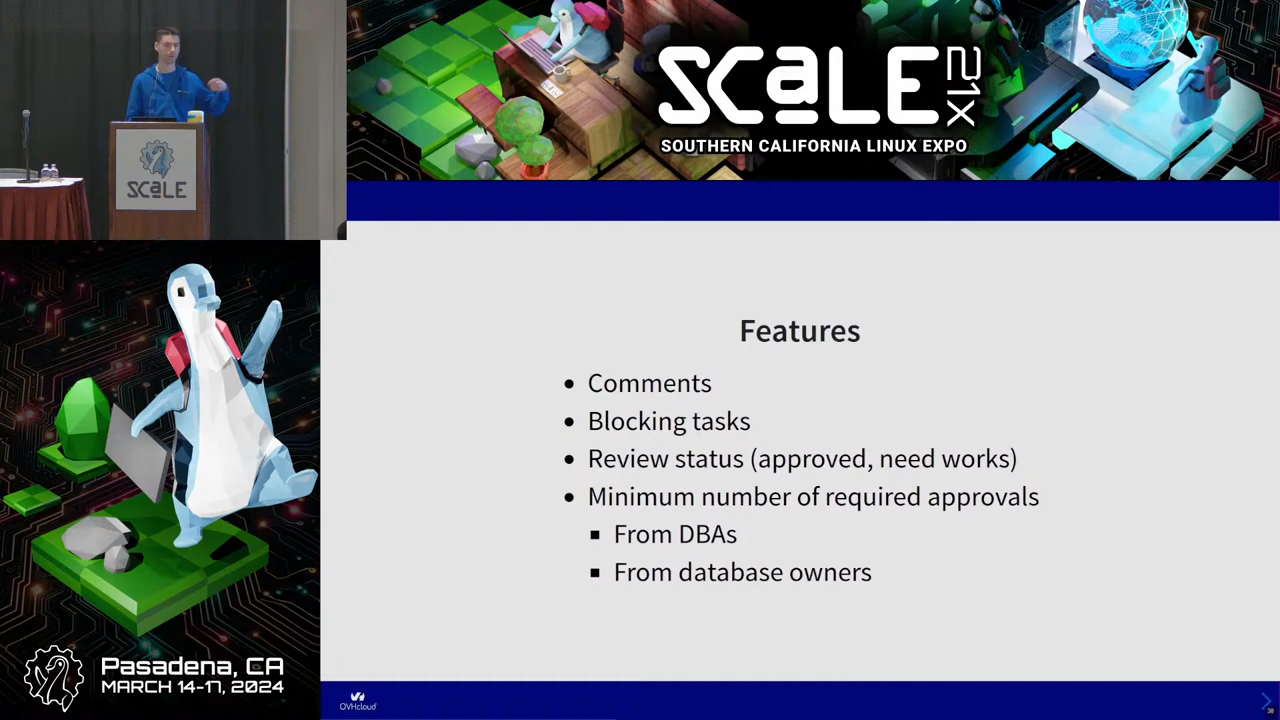 SCALE
21X
SOUTHERN CALIFORNIA LINUX EXPO
SCALE
Features
Comments
Blocking tasks
Review status (approved, need works)
Minimum number of required approvals
From DBAs
From database owners
Pasadena, CA
MARCH 14-17, 2024
OVHcloud
38